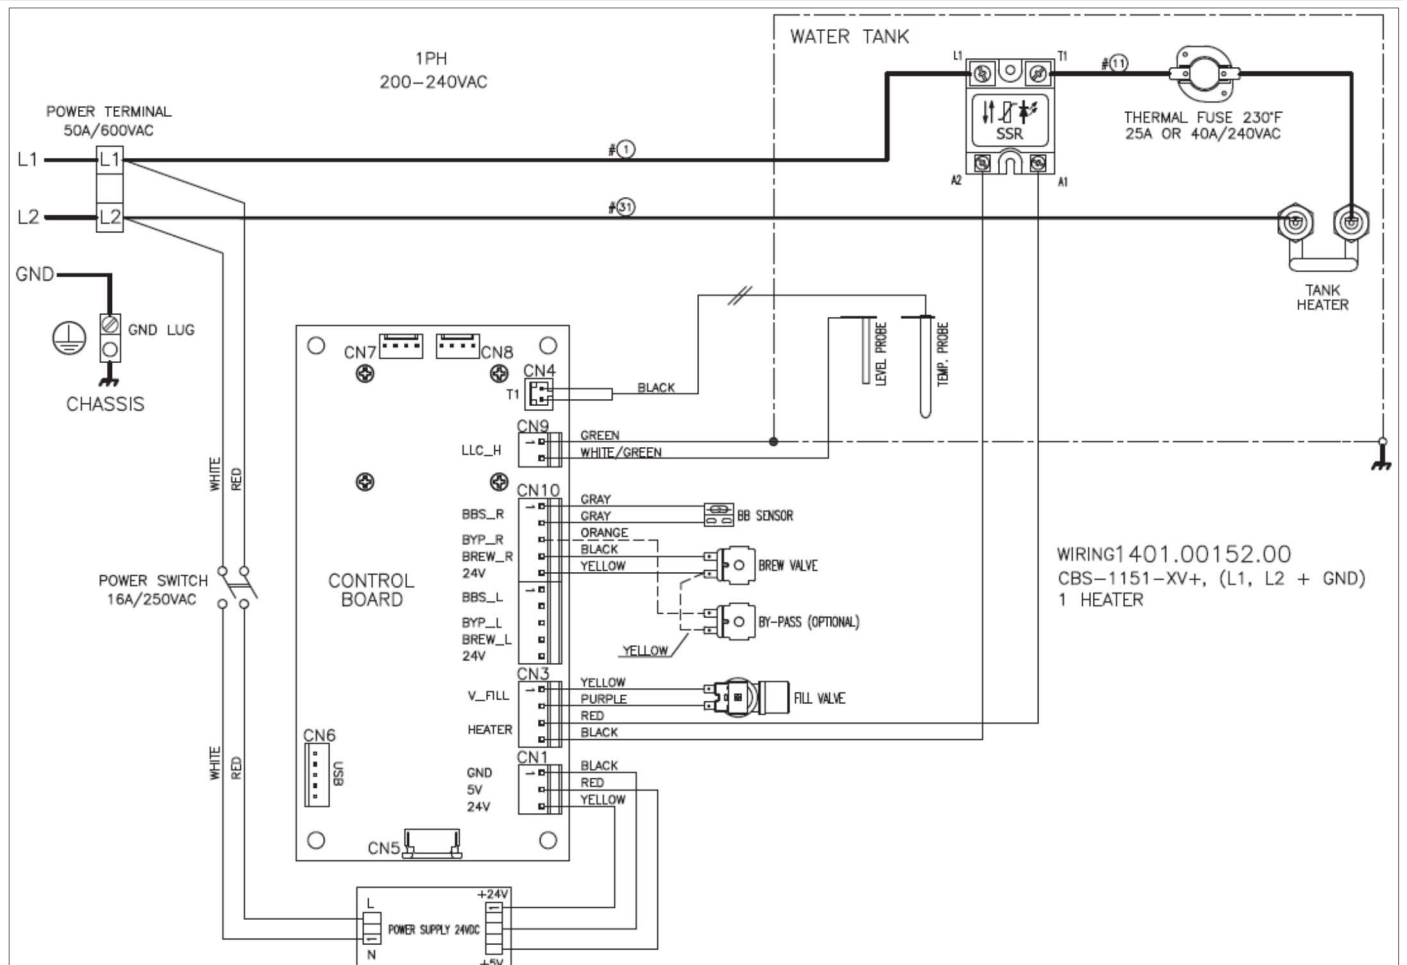 WATER TANK
1PH
200-240VAC
L1
T1
#11
POWER TERMINAL
50A/600VAC
THERMAL FUSE 230°F
25A OR 40A/240VAC
SSR
L1
L1
#1
A2
A1
L2
L2
#31
GND
TANK
HEATER
GND LUG
CHASSIS
CN7
CN8
CN4
T1
BLACK
LEVEL PROBE
TEMP. PROBE
CN9
GREEN
LLC_H
WHITE/GREEN
WHITE
RED
CN10
GRAY
BBS_R
GRAY
BB SENSOR
BYP_R
ORANGE
BREW_R
BLACK
24V
YELLOW
BREW VALVE
POWER SWITCH
16A/250VAC
CONTROL
BOARD
BBS_L
BYP_L
BREW_L
24V
BY-PASS (OPTIONAL)
YELLOW
WIRING1401.00152.00
CBS-1151-XV+, (L1, L2 + GND)
1 HEATER
CN3
YELLOW
V_FILL
PURPLE
FILL VALVE
RED
HEATER
BLACK
CN6
USB
WHITE
RED
CN1
GND
BLACK
5V
RED
24V
YELLOW
CN5
L
+24V
POWER SUPPLY 24VDC
N
+5V